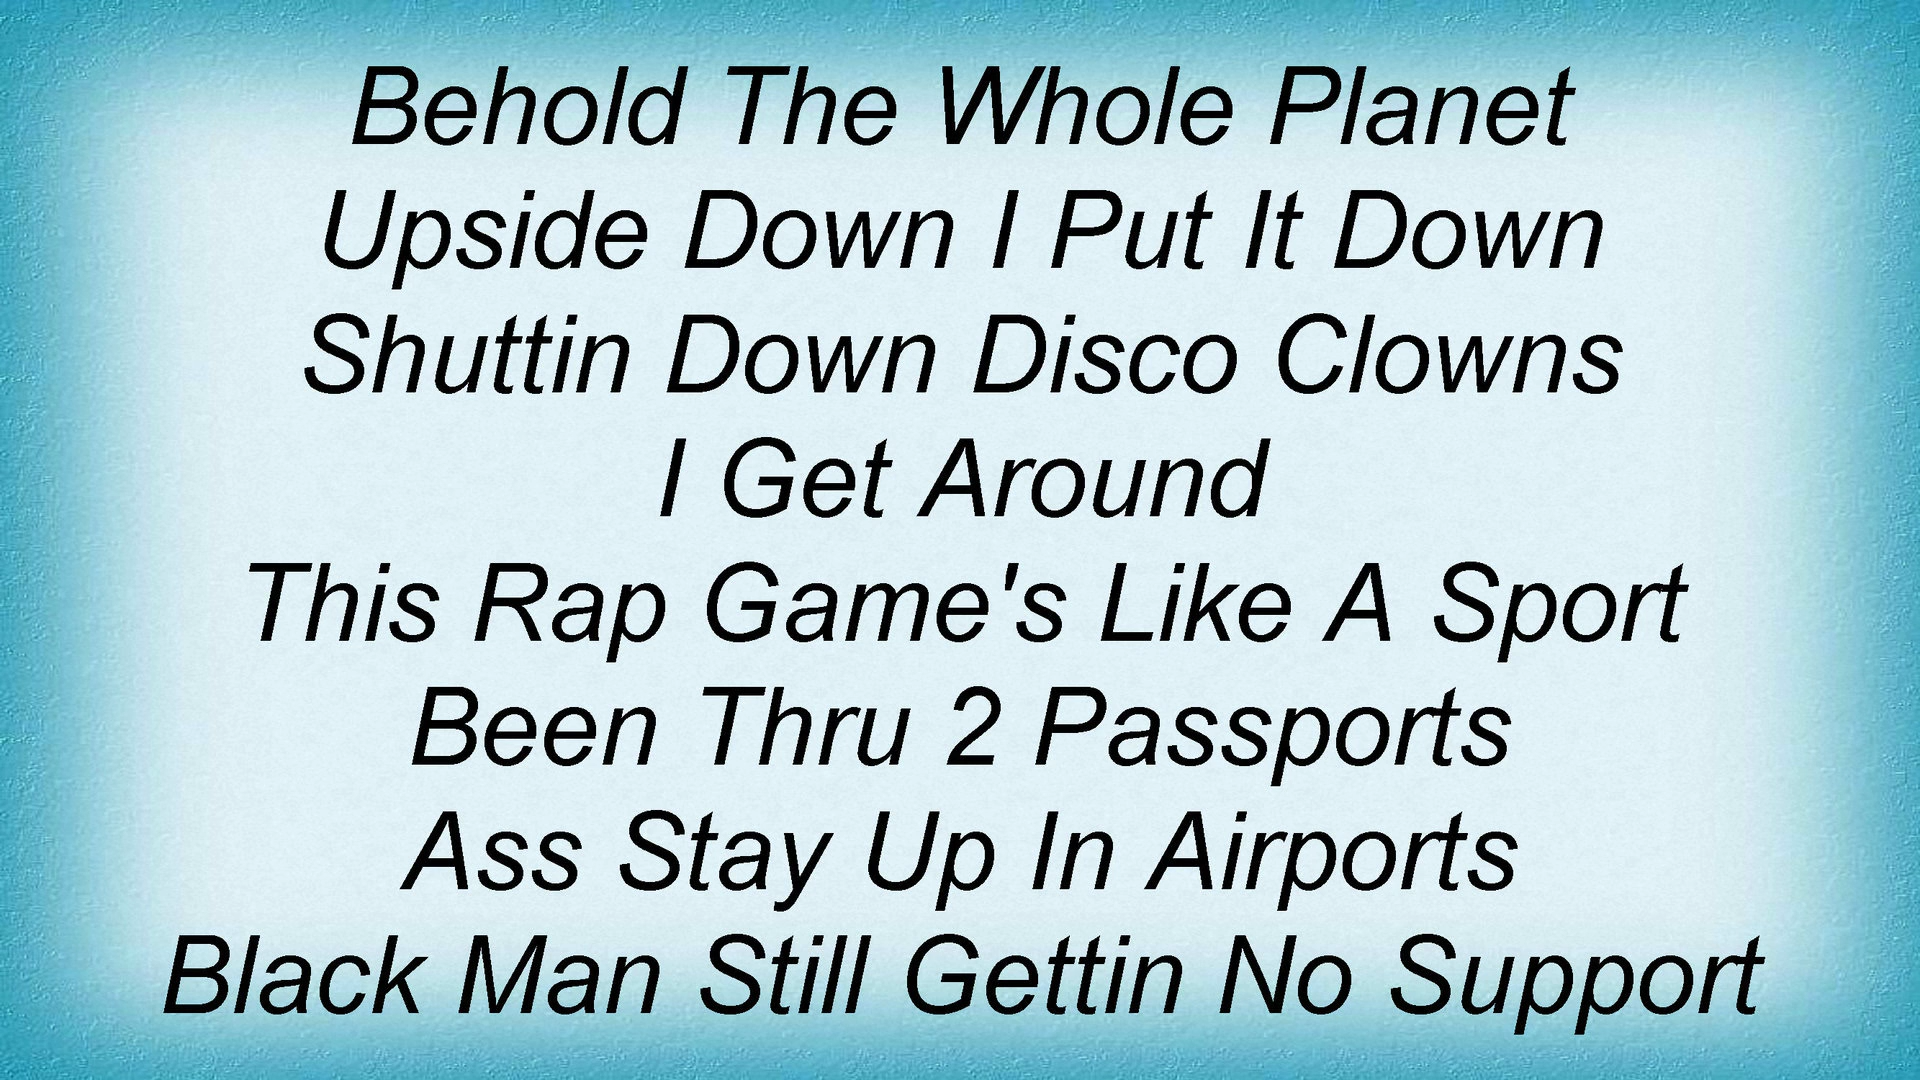 Behold The Whole Planet
Upside Down I Put It Down
Shuttin Down Disco Clowns
I Get Around
This Rap Game's Like A Sport
Been Thru 2 Passports
Ass Stay Up In Airports
Black Man Still Gettin No Support